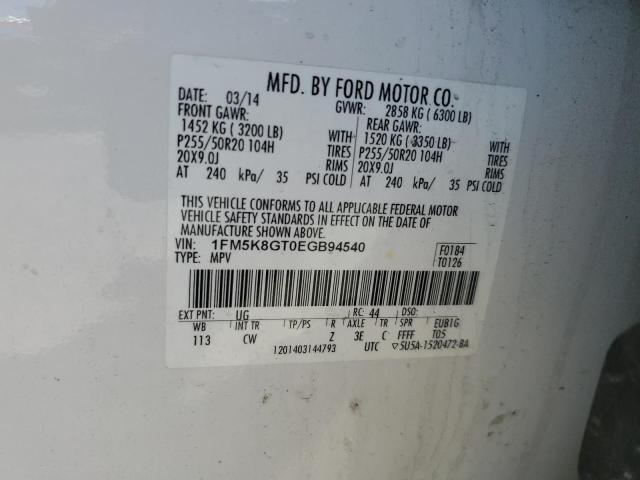 MFD. BY FORD MOTOR CO.
DATE: 03/14 GVWR: 2858 KG ( 6300 LB)
FRONT GAWR: REAR GAWR:
1452 KG ( 3200 LB) WITH 1520 KG ( 3350 LB) WITH
P255/50R20 104H TIRES P255/50R20 104H TIRES
20X9.0J RIMS 20X9.0J RIMS
AT 240 kPa/ 35 PSI COLD AT 240 kPa/ 35 PSI COLD
THIS VEHICLE CONFORMS TO ALL APPLICABLE FEDERAL MOTOR
VEHICLE SAFETY STANDARDS IN EFFECT ON THE DATE OF
MANUFACTURE SHOWN ABOVE.
VIN: 1FM5K8GT0EGB94540 F0184
TYPE: MPV T0126
EXT PNT: UG RC: 44 DSO:
WB INT TR TP/PS R AXLE TR SPR EUB1G
113 CW Z 3E C FFFF T05
1201403144793 UTC ▽5U5A-1520472-BA